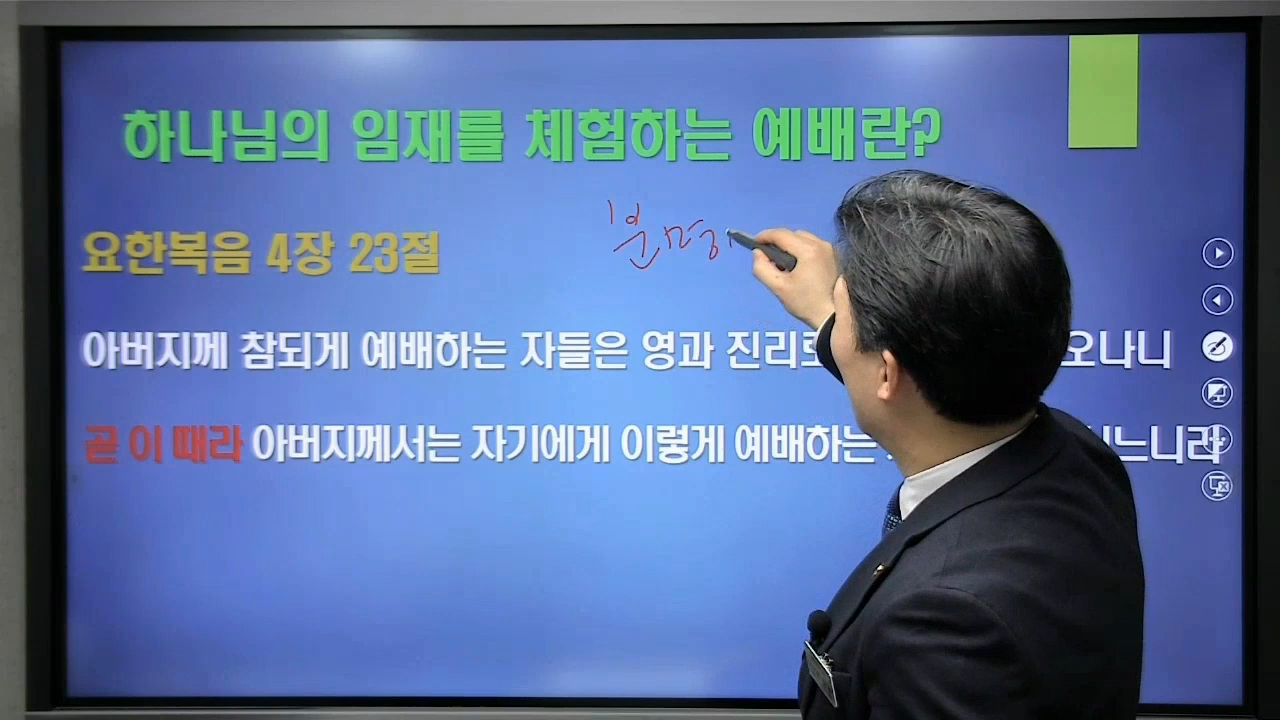 하나님의 임재를 체험하는 예배란?
분명
요한복음 4장 23절
아버지께 참되게 예배하는 자들은 영과 진리로 오나니
곧 이 때라 아버지께서는 자기에게 이렇게 예배하는 느니라